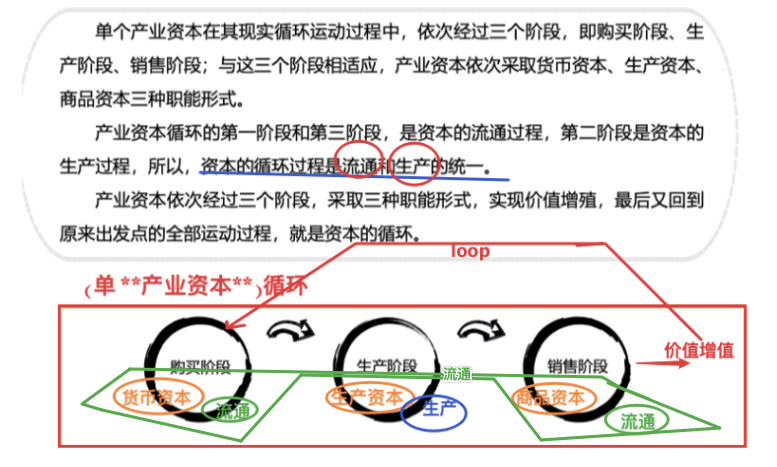 单个产业资本在其现实循环运动过程中，依次经过三个阶段，即购买阶段、生
产阶段、销售阶段；与这三个阶段相适应，产业资本依次采取货币资本、生产资本、
商品资本三种职能形式。
产业资本循环的第一阶段和第三阶段，是资本的流通过程，第二阶段是资本的
生产过程，所以，资本的循环过程是流通和生产的统一。
产业资本依次经过三个阶段，采取三种职能形式，实现价值增殖，最后又回到
原来出发点的全部运动过程，就是资本的循环。
loop
(单 **产业资本**)循环
价值增值
购买阶段
生产阶段
销售阶段
流通
货币资本
生产资本
商品资本
流通
生产
流通